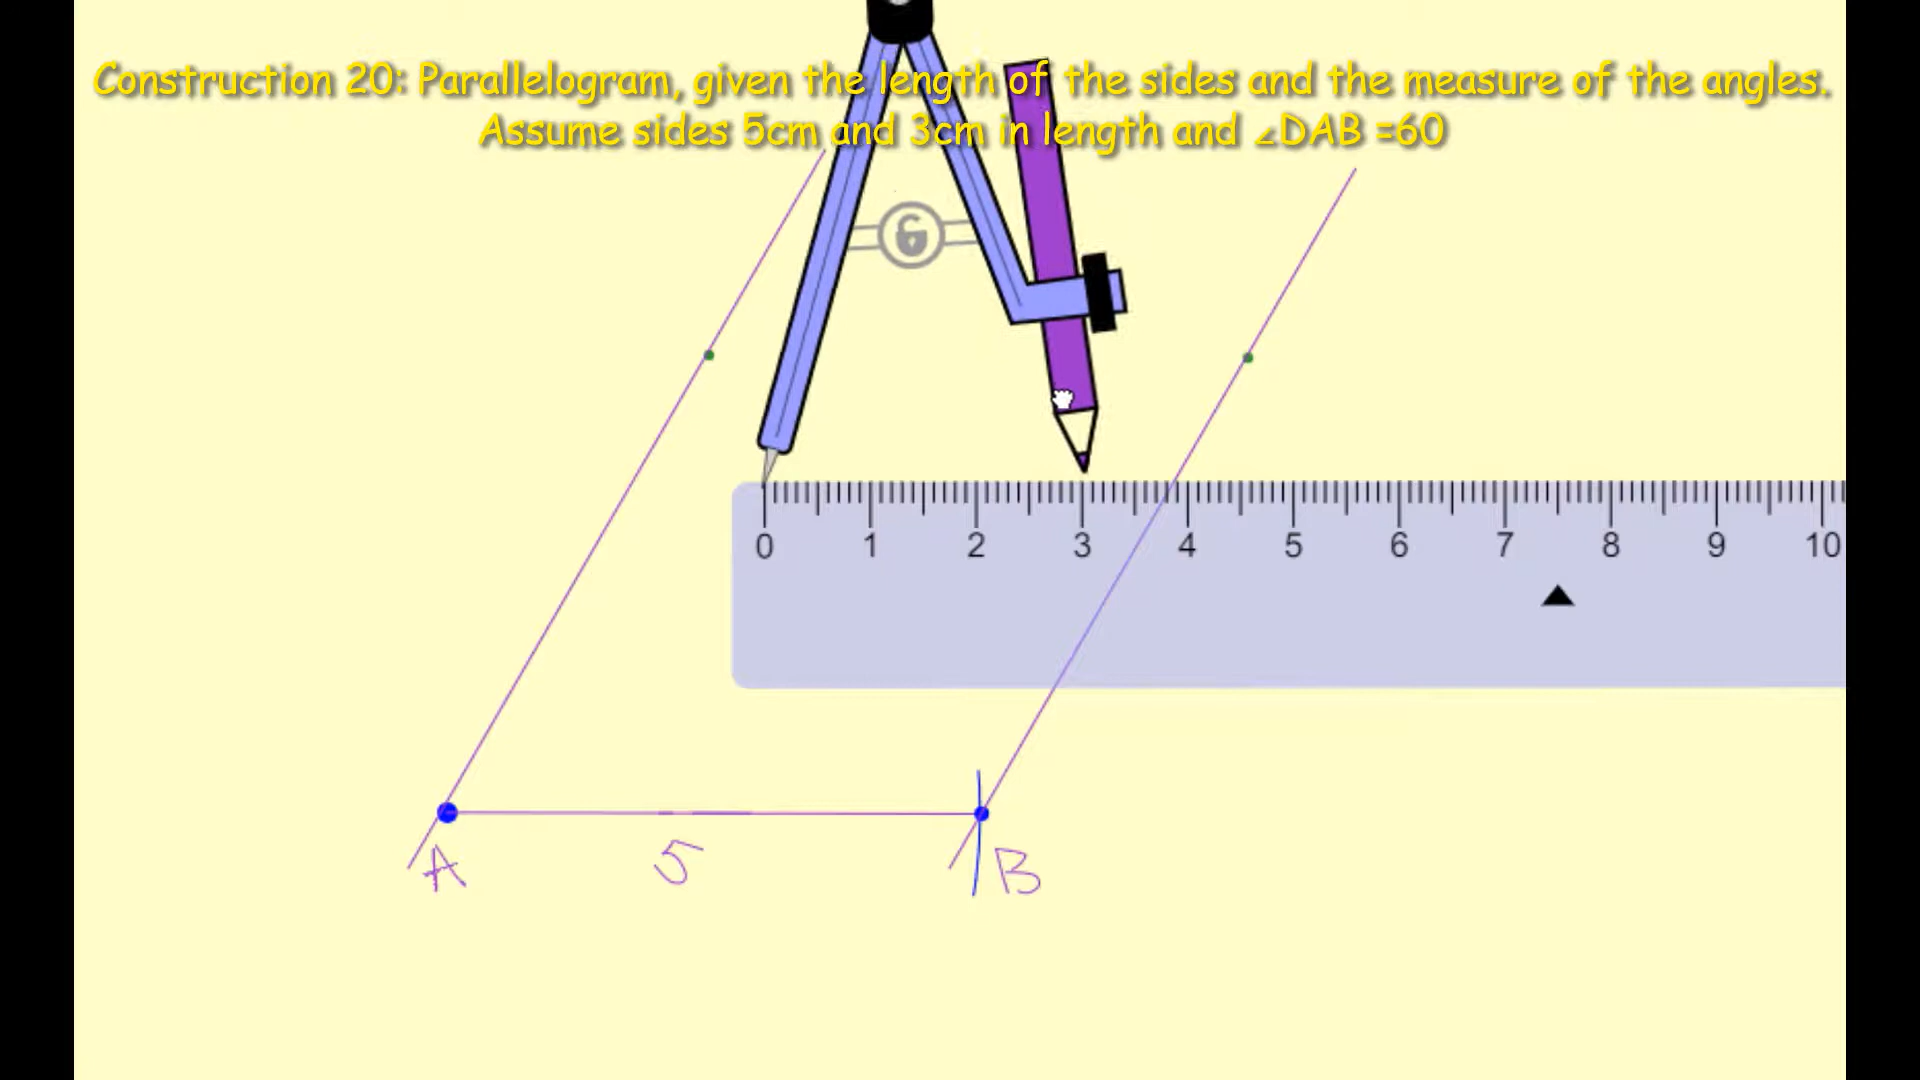 Construction 20: Parallelogram, given the length of the sides and the measure of the angles.
Assume sides 5cm and 3cm in length and ∠DAB =60
0 1 2 3 4 5 6 7 8 9 10
A 5 B